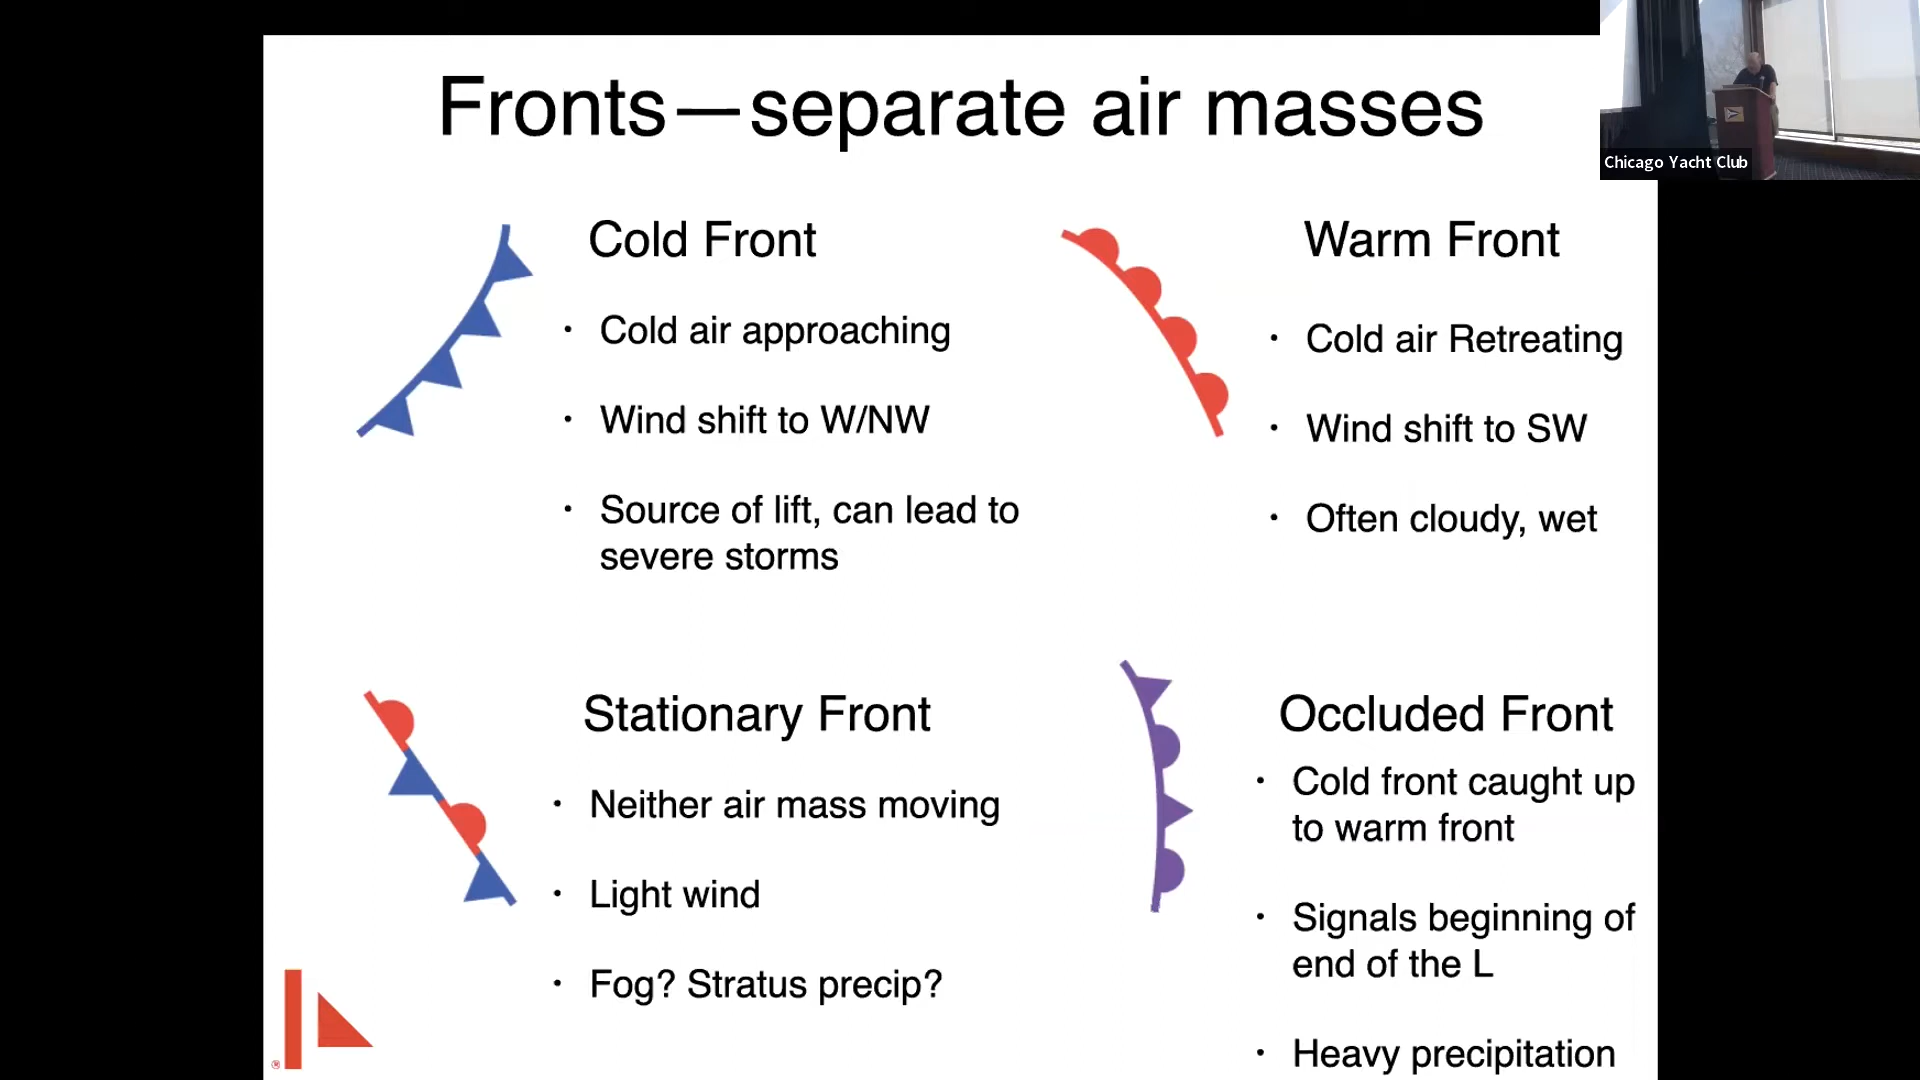 Fronts—separate air masses
Chicago Yacht Club
Cold Front
• Cold air approaching
• Wind shift to W/NW
• Source of lift, can lead to
severe storms
Warm Front
• Cold air Retreating
• Wind shift to SW
• Often cloudy, wet
Stationary Front
• Neither air mass moving
• Light wind
• Fog? Stratus precip?
Occluded Front
• Cold front caught up
to warm front
• Signals beginning of
end of the L
• Heavy precipitation
®